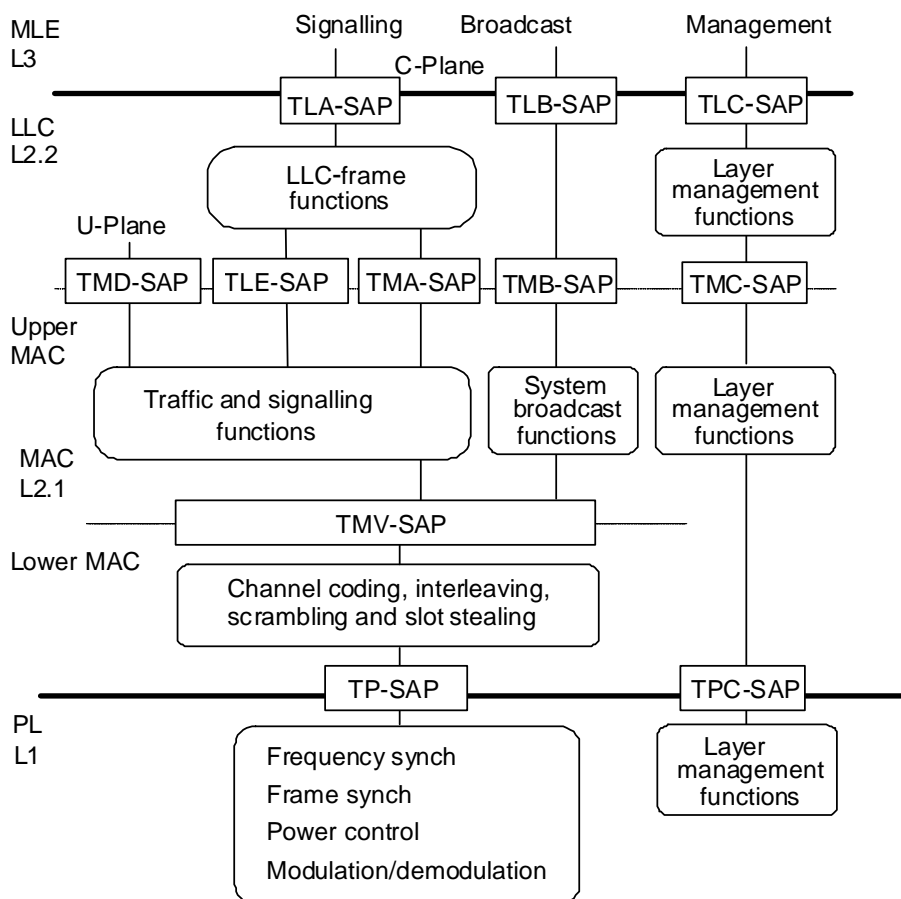 MLE
L3
Signalling
Broadcast
Management
C-Plane
TLA-SAP
TLB-SAP
TLC-SAP
LLC
L2.2
LLC-frame
functions
Layer
management
functions
U-Plane
TMD-SAP
TLE-SAP
TMA-SAP
TMB-SAP
TMC-SAP
Upper
MAC
Traffic and signalling
functions
System
broadcast
functions
Layer
management
functions
MAC
L2.1
TMV-SAP
Lower MAC
Channel coding, interleaving,
scrambling and slot stealing
TP-SAP
TPC-SAP
PL
L1
Frequency synch
Frame synch
Power control
Modulation/demodulation
Layer
management
functions